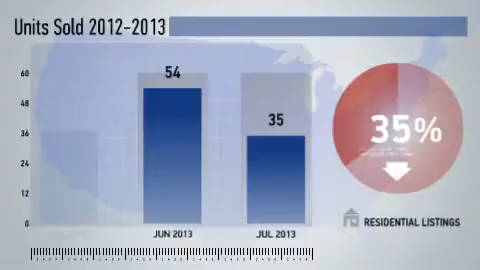 Units Sold 2012-2013
60
48
36
24
12
0
54
35
JUN 2013
JUL 2013
35%
RESIDENTIAL LISTINGS